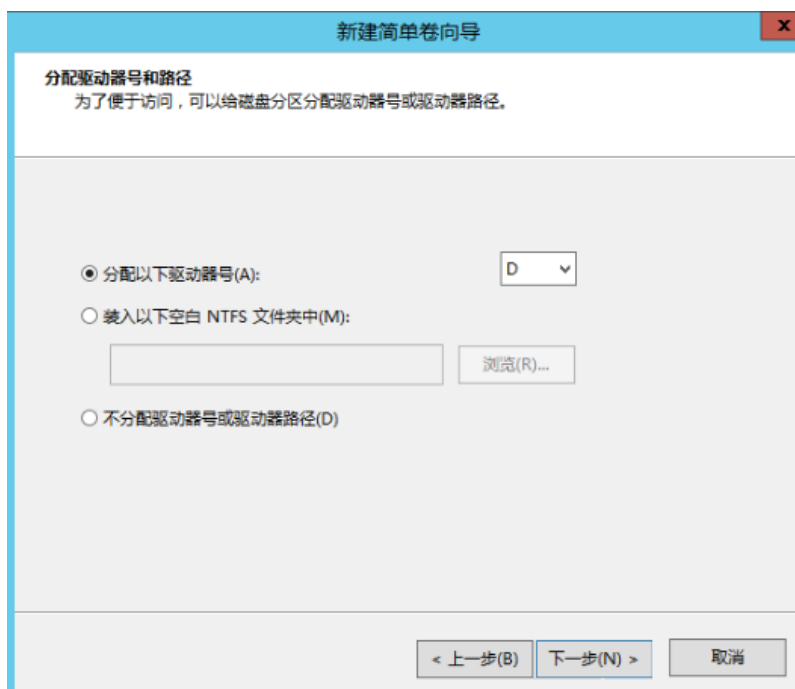 新建简单卷向导
x
分配驱动器号和路径
为了便于访问，可以给磁盘分区分配驱动器号或驱动器路径。
分配以下驱动器号(A):
D
装入以下空白 NTFS 文件夹中(M):
浏览(R)...
不分配驱动器号或驱动器路径(D)
< 上一步(B)
下一步(N) >
取消